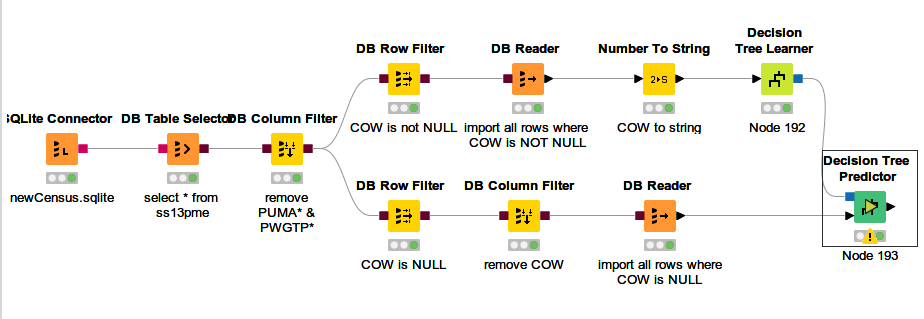 Decision
Tree Learner
DB Row Filter
DB Reader
Number To String
2▸S
COW is not NULL
import all rows where
COW is NOT NULL
COW to string
Node 192
SQLite Connector
DB Table Selector
DB Column Filter
L
newCensus.sqlite
select * from
ss13pme
remove
PUMA* &
PWGTP*
Decision Tree
Predictor
Node 193
DB Row Filter
DB Column Filter
DB Reader
COW is NULL
remove COW
import all rows where
COW is NULL